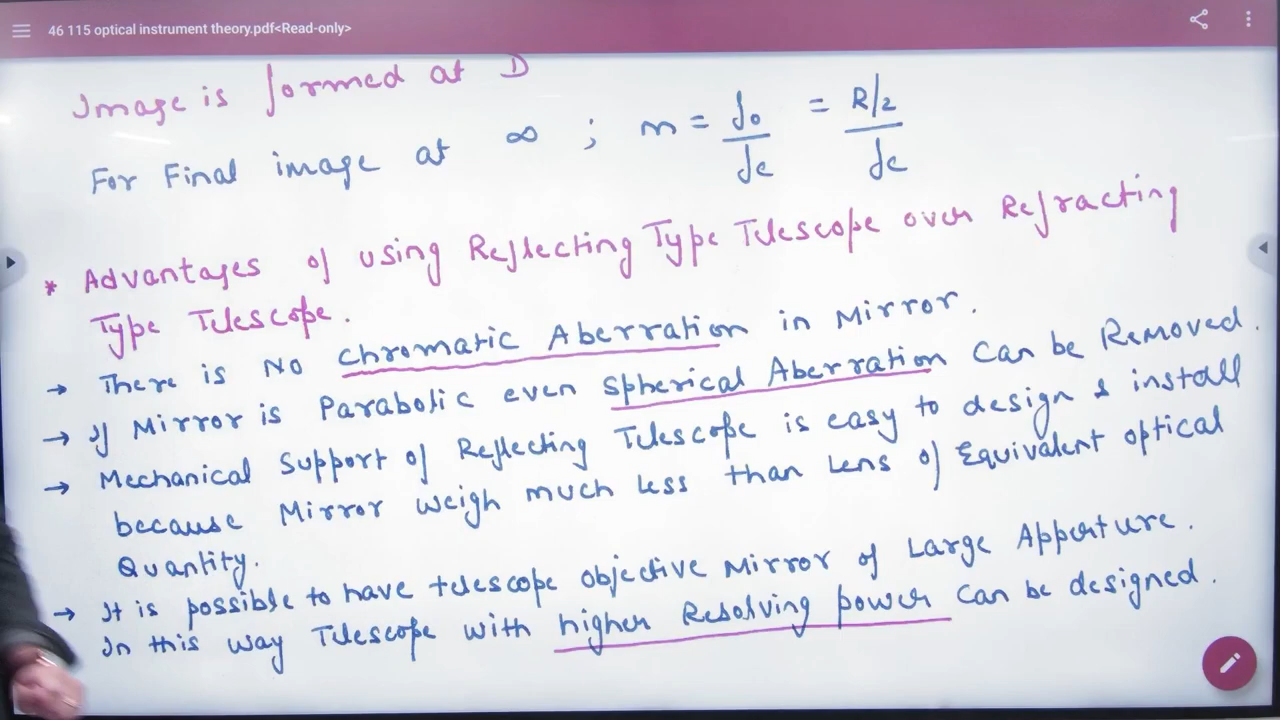 46 115 optical instrument theory.pdf<Read-only>
Image is formed at D
For Final image at ∞ ; m = fo/fe = R/2/fe
* Advantages of using Reflecting Type Telescope over Refracting
Type Telescope.
→ There is No Chromatic Aberration in Mirror.
→ If Mirror is Parabolic even Spherical Aberration Can be Removed.
→ Mechanical Support of Reflecting Telescope is easy to design & install
because Mirror weigh much less than Lens of Equivalent optical
Quantity.
→ It is possible to have telescope objective Mirror of Large Apperture.
In this way Telescope with higher Resolving power Can be designed.